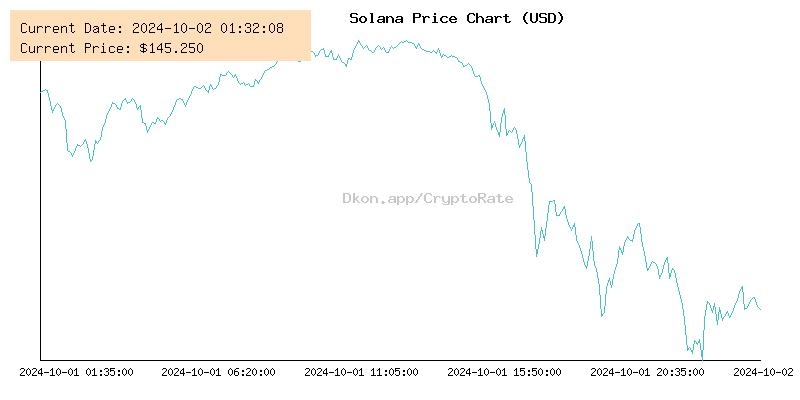 Solana Price Chart (USD)
Current Date: 2024-10-02 01:32:08
Current Price: $145.250
Dkon.app/CryptoRate
2024-10-01 01:35:00 2024-10-01 06:20:00 2024-10-01 11:05:00 2024-10-01 15:50:00 2024-10-01 20:35:00 2024-10-02